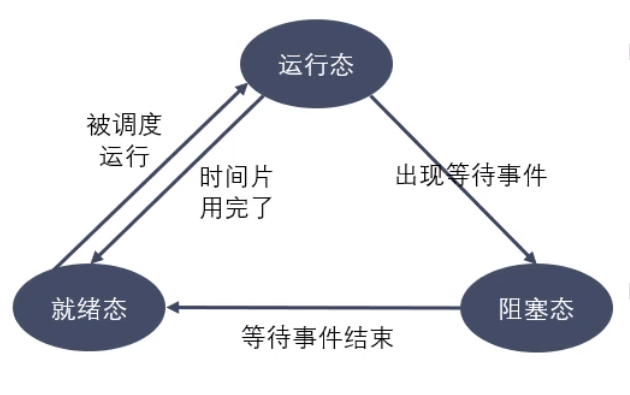 运行态
被调度
运行
时间片
用完了
出现等待事件
就绪态
阻塞态
等待事件结束